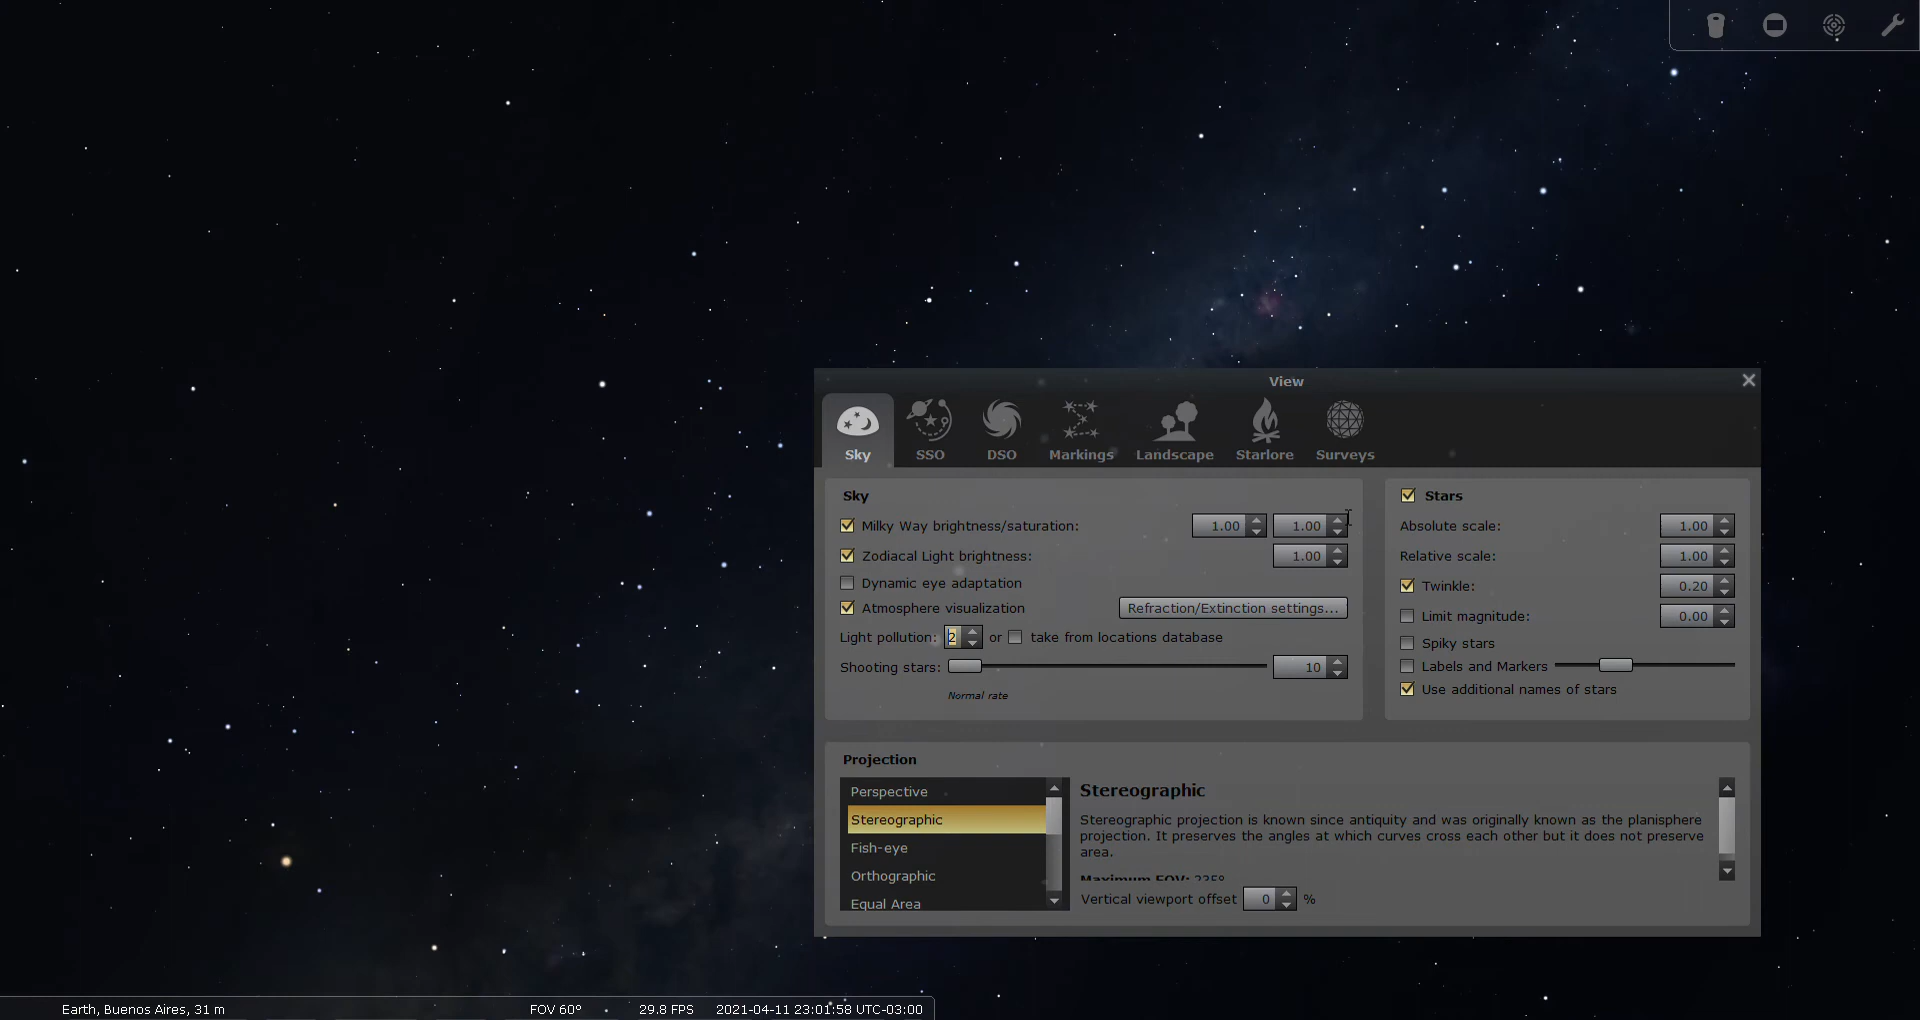 View
Sky SSO DSO Markings Landscape Starlore Surveys
Sky
Milky Way brightness/saturation: 1.00 1.00
Zodiacal Light brightness: 1.00
Dynamic eye adaptation
Atmosphere visualization Refraction/Extinction settings...
Light pollution: 2 or take from locations database
Shooting stars: 10
Normal rate
Stars
Absolute scale: 1.00
Relative scale: 1.00
Twinkle: 0.20
Limit magnitude: 0.00
Spiky stars
Labels and Markers
Use additional names of stars
Projection
Perspective
Stereographic
Fish-eye
Orthographic
Equal Area
Stereographic
Stereographic projection is known since antiquity and was originally known as the planisphere
projection. It preserves the angles at which curves cross each other but it does not preserve
area.
Maximum FOV: 235°
Vertical viewport offset 0 %
Earth, Buenos Aires, 31 m FOV 60° 29.8 FPS 2021-04-11 23:01:58 UTC-03:00